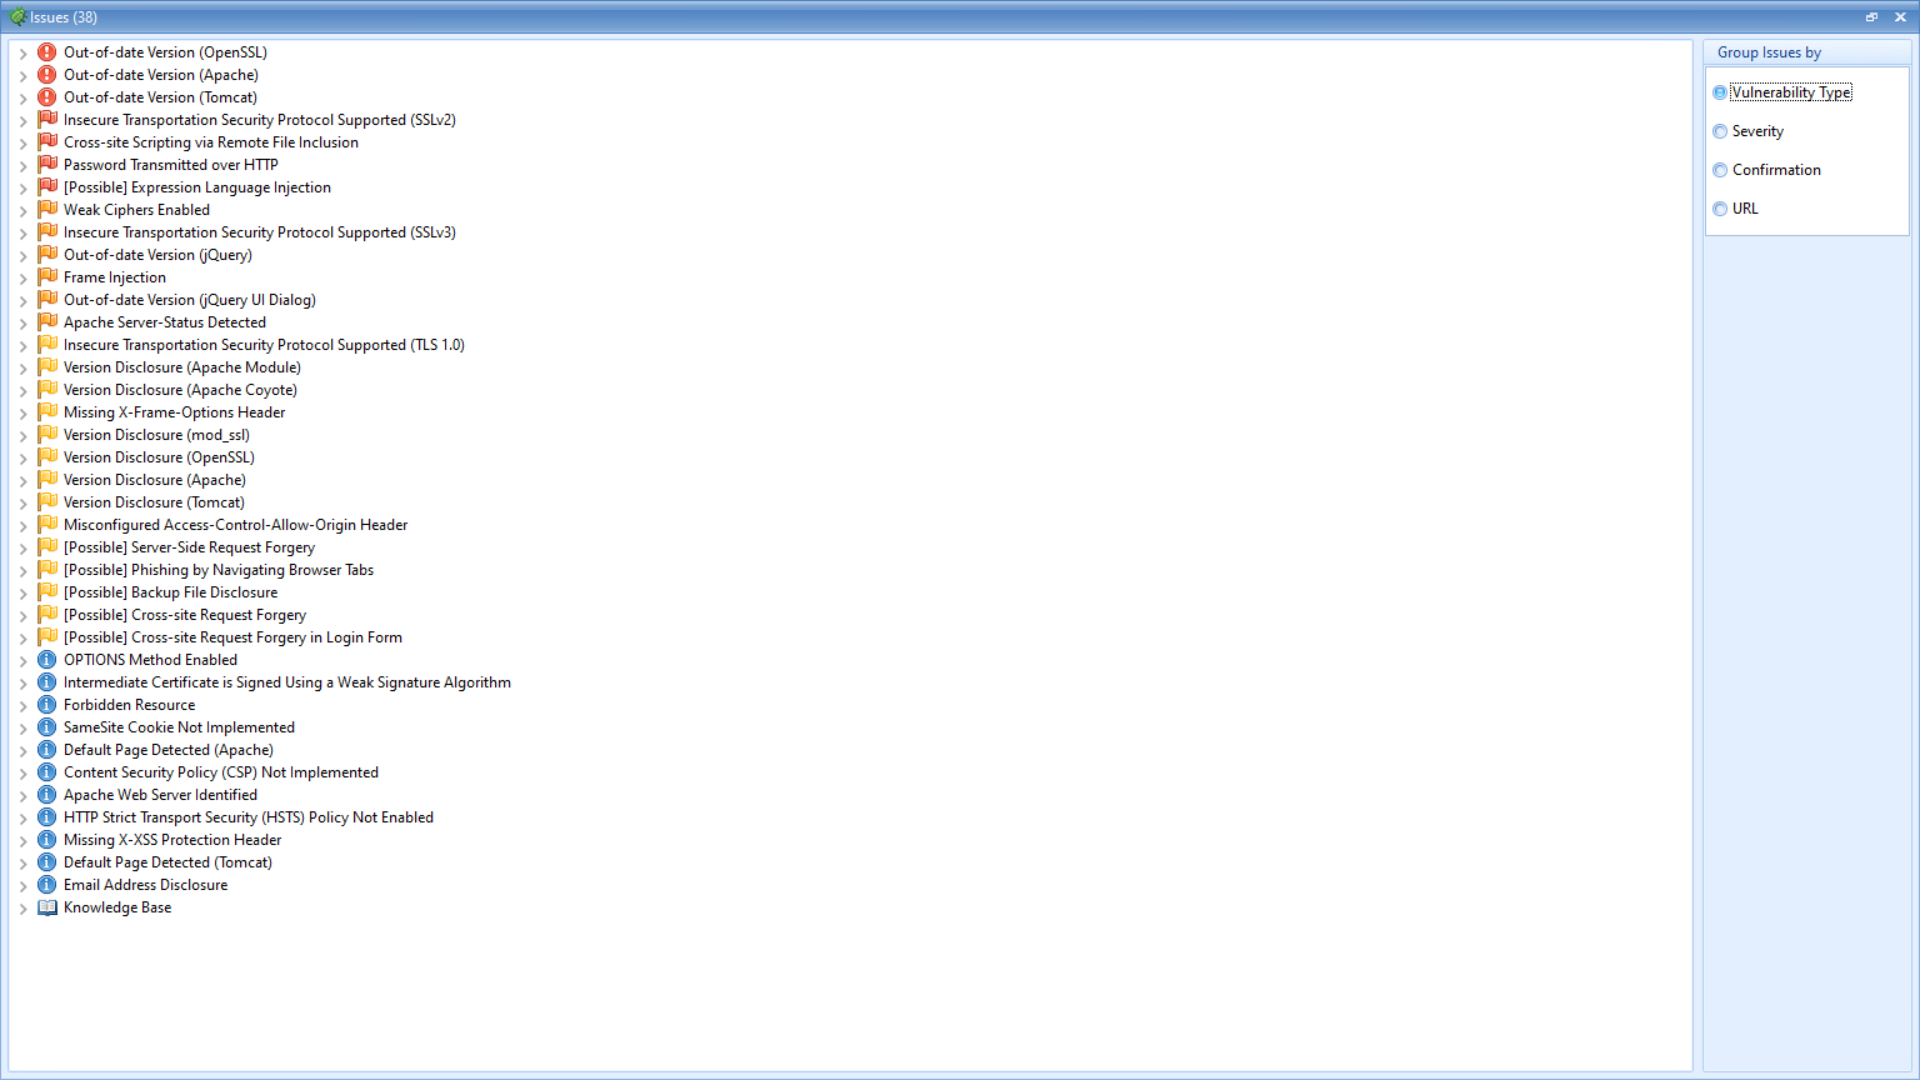 Issues (38)
Out-of-date Version (OpenSSL)
Out-of-date Version (Apache)
Out-of-date Version (Tomcat)
Insecure Transportation Security Protocol Supported (SSLv2)
Cross-site Scripting via Remote File Inclusion
Password Transmitted over HTTP
[Possible] Expression Language Injection
Weak Ciphers Enabled
Insecure Transportation Security Protocol Supported (SSLv3)
Out-of-date Version (jQuery)
Frame Injection
Out-of-date Version (jQuery UI Dialog)
Apache Server-Status Detected
Insecure Transportation Security Protocol Supported (TLS 1.0)
Version Disclosure (Apache Module)
Version Disclosure (Apache Coyote)
Missing X-Frame-Options Header
Version Disclosure (mod_ssl)
Version Disclosure (OpenSSL)
Version Disclosure (Apache)
Version Disclosure (Tomcat)
Misconfigured Access-Control-Allow-Origin Header
[Possible] Server-Side Request Forgery
[Possible] Phishing by Navigating Browser Tabs
[Possible] Backup File Disclosure
[Possible] Cross-site Request Forgery
[Possible] Cross-site Request Forgery in Login Form
OPTIONS Method Enabled
Intermediate Certificate is Signed Using a Weak Signature Algorithm
Forbidden Resource
SameSite Cookie Not Implemented
Default Page Detected (Apache)
Content Security Policy (CSP) Not Implemented
Apache Web Server Identified
HTTP Strict Transport Security (HSTS) Policy Not Enabled
Missing X-XSS Protection Header
Default Page Detected (Tomcat)
Email Address Disclosure
Knowledge Base
Group Issues by
Vulnerability Type
Severity
Confirmation
URL